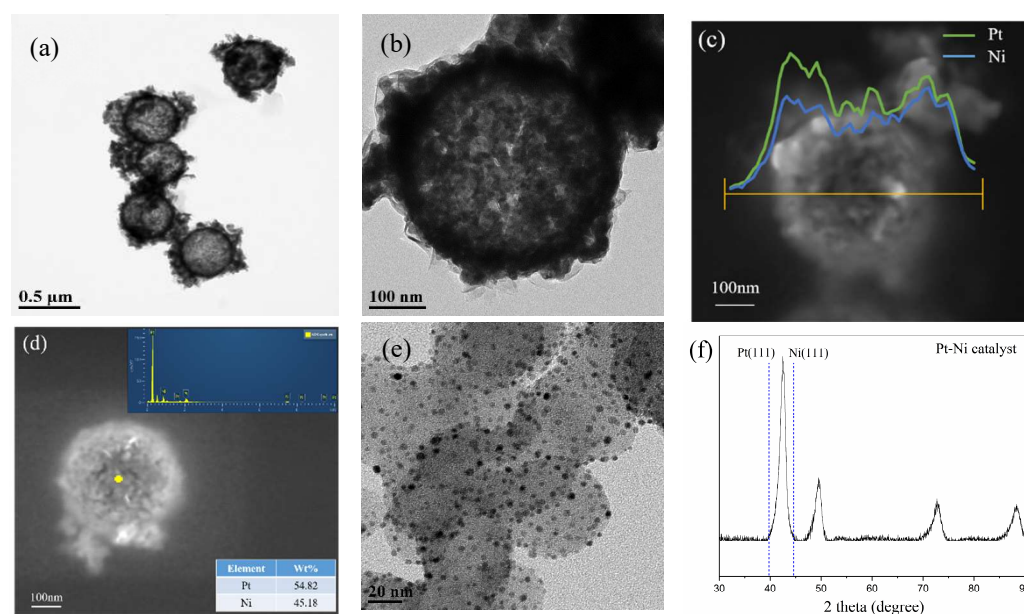 (a)
0.5 μm
(b)
100 nm
(c)
Pt
Ni
100nm
(d)
Element Wt%
Pt 54.82
Ni 45.18
100nm
(e)
20 nm
(f)
Pt(111) Ni(111) Pt-Ni catalyst
30 40 50 60 70 80
2 theta (degree)